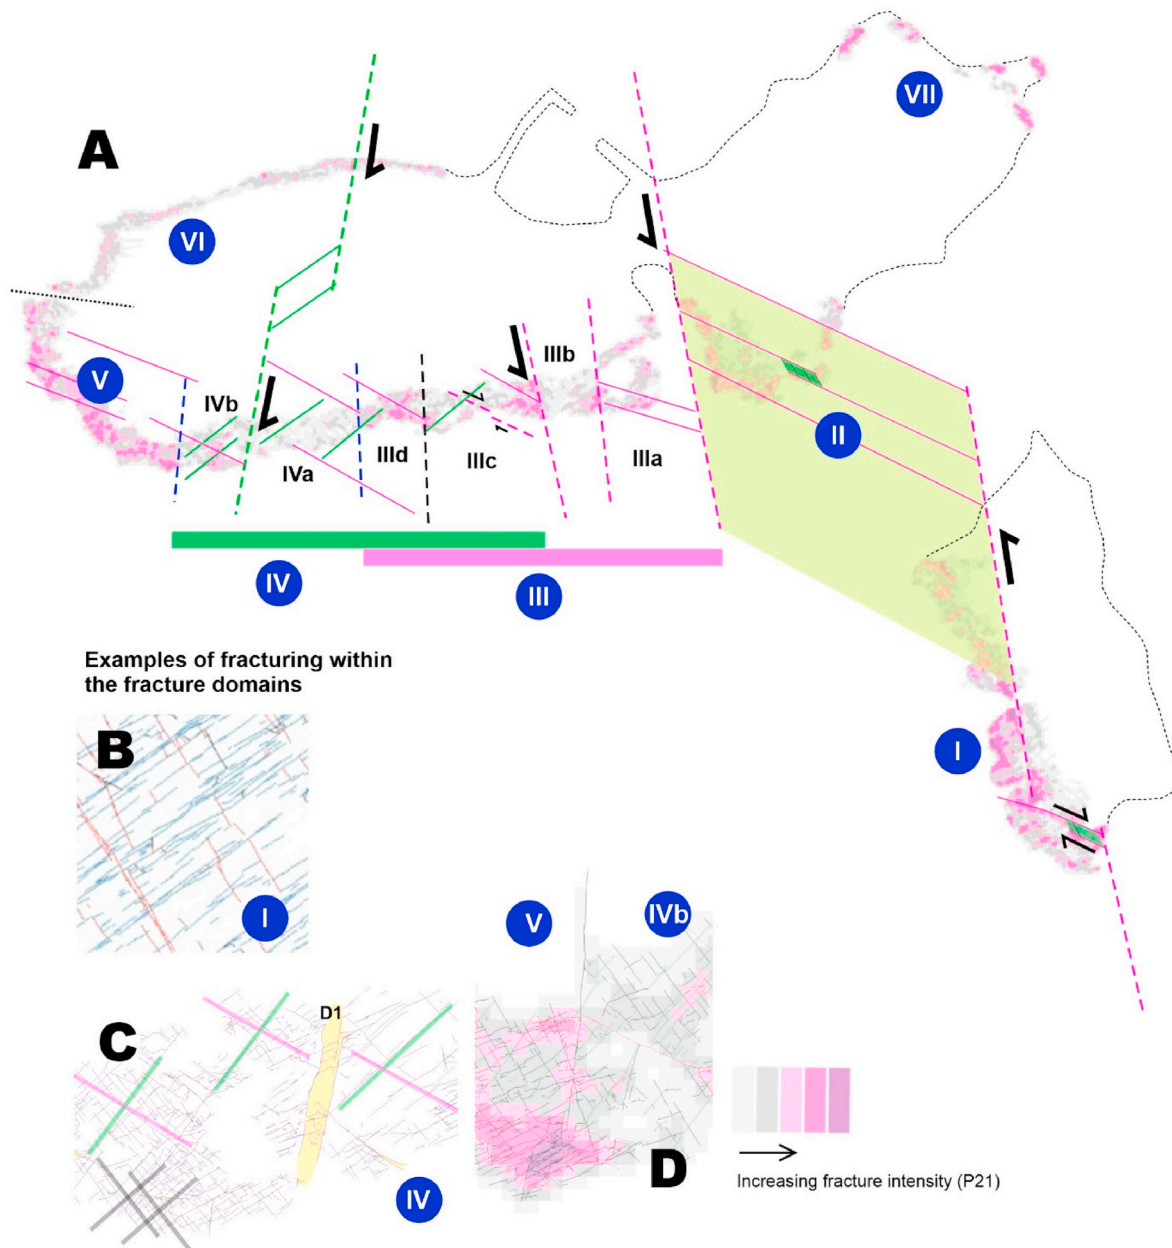 VII
A
VI
IIIb
V
IVb
II
IVa
IIId
IIIc
IIIa
IV
III
Examples of fracturing within
the fracture domains
B
I
I
V
IVb
D1
C
IV
D
Increasing fracture intensity (P21)